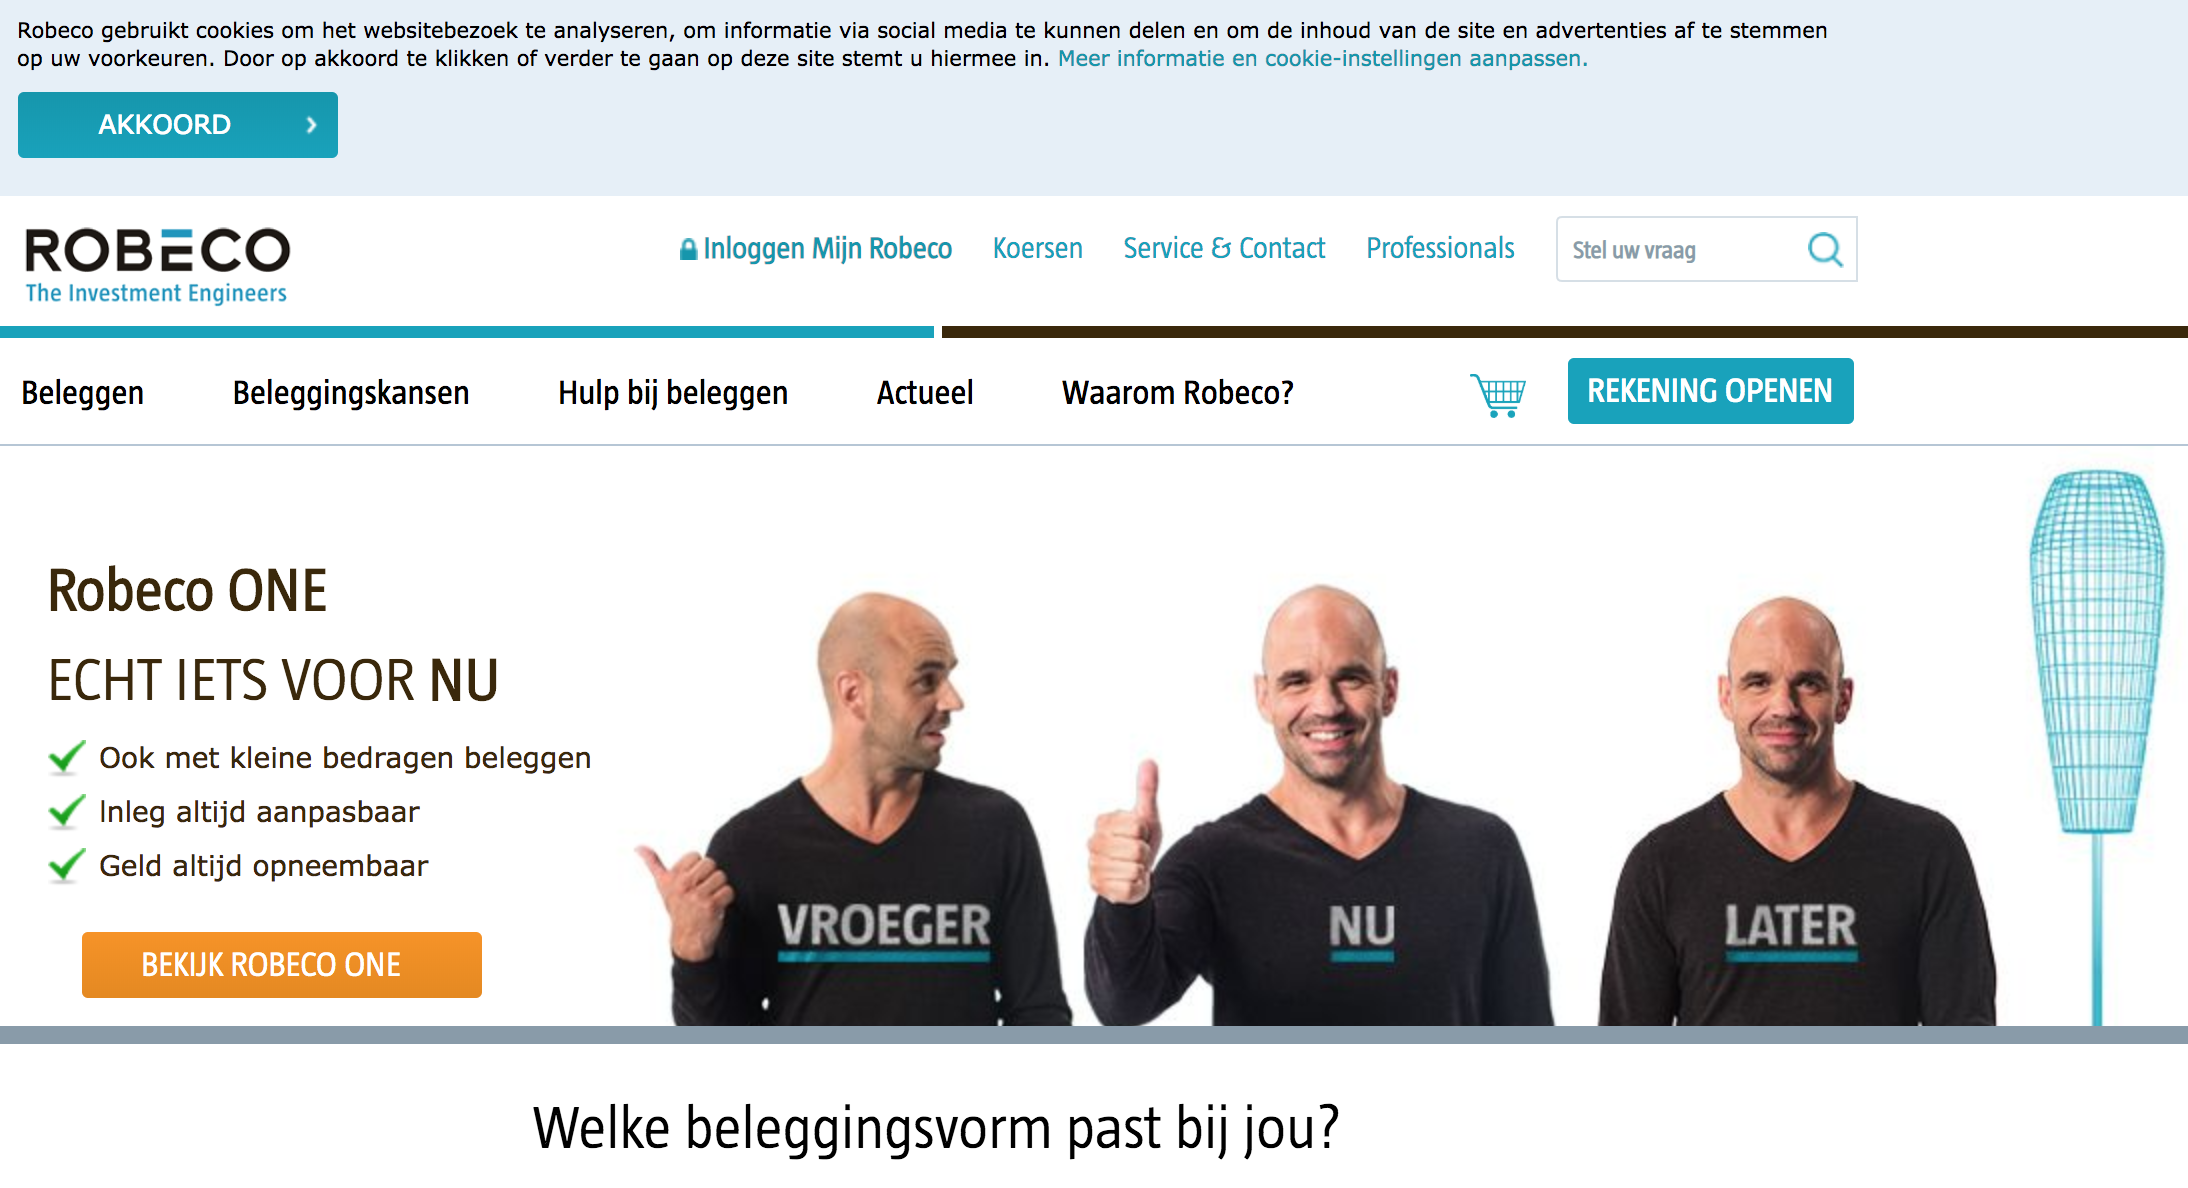 Robeco gebruikt cookies om het websitebezoek te analyseren, om informatie via social media te kunnen delen en om de inhoud van de site en advertenties af te stemmen
op uw voorkeuren. Door op akkoord te klikken of verder te gaan op deze site stemt u hiermee in. Meer informatie en cookie-instellingen aanpassen.
AKKOORD
ROBECO
The Investment Engineers
Inloggen Mijn Robeco Koersen Service & Contact Professionals Stel uw vraag
Beleggen Beleggingskansen Hulp bij beleggen Actueel Waarom Robeco? REKENING OPENEN
Robeco ONE
ECHT IETS VOOR NU
Ook met kleine bedragen beleggen
Inleg altijd aanpasbaar
Geld altijd opneembaar
BEKIJK ROBECO ONE
VROEGER NU LATER
Welke beleggingsvorm past bij jou?